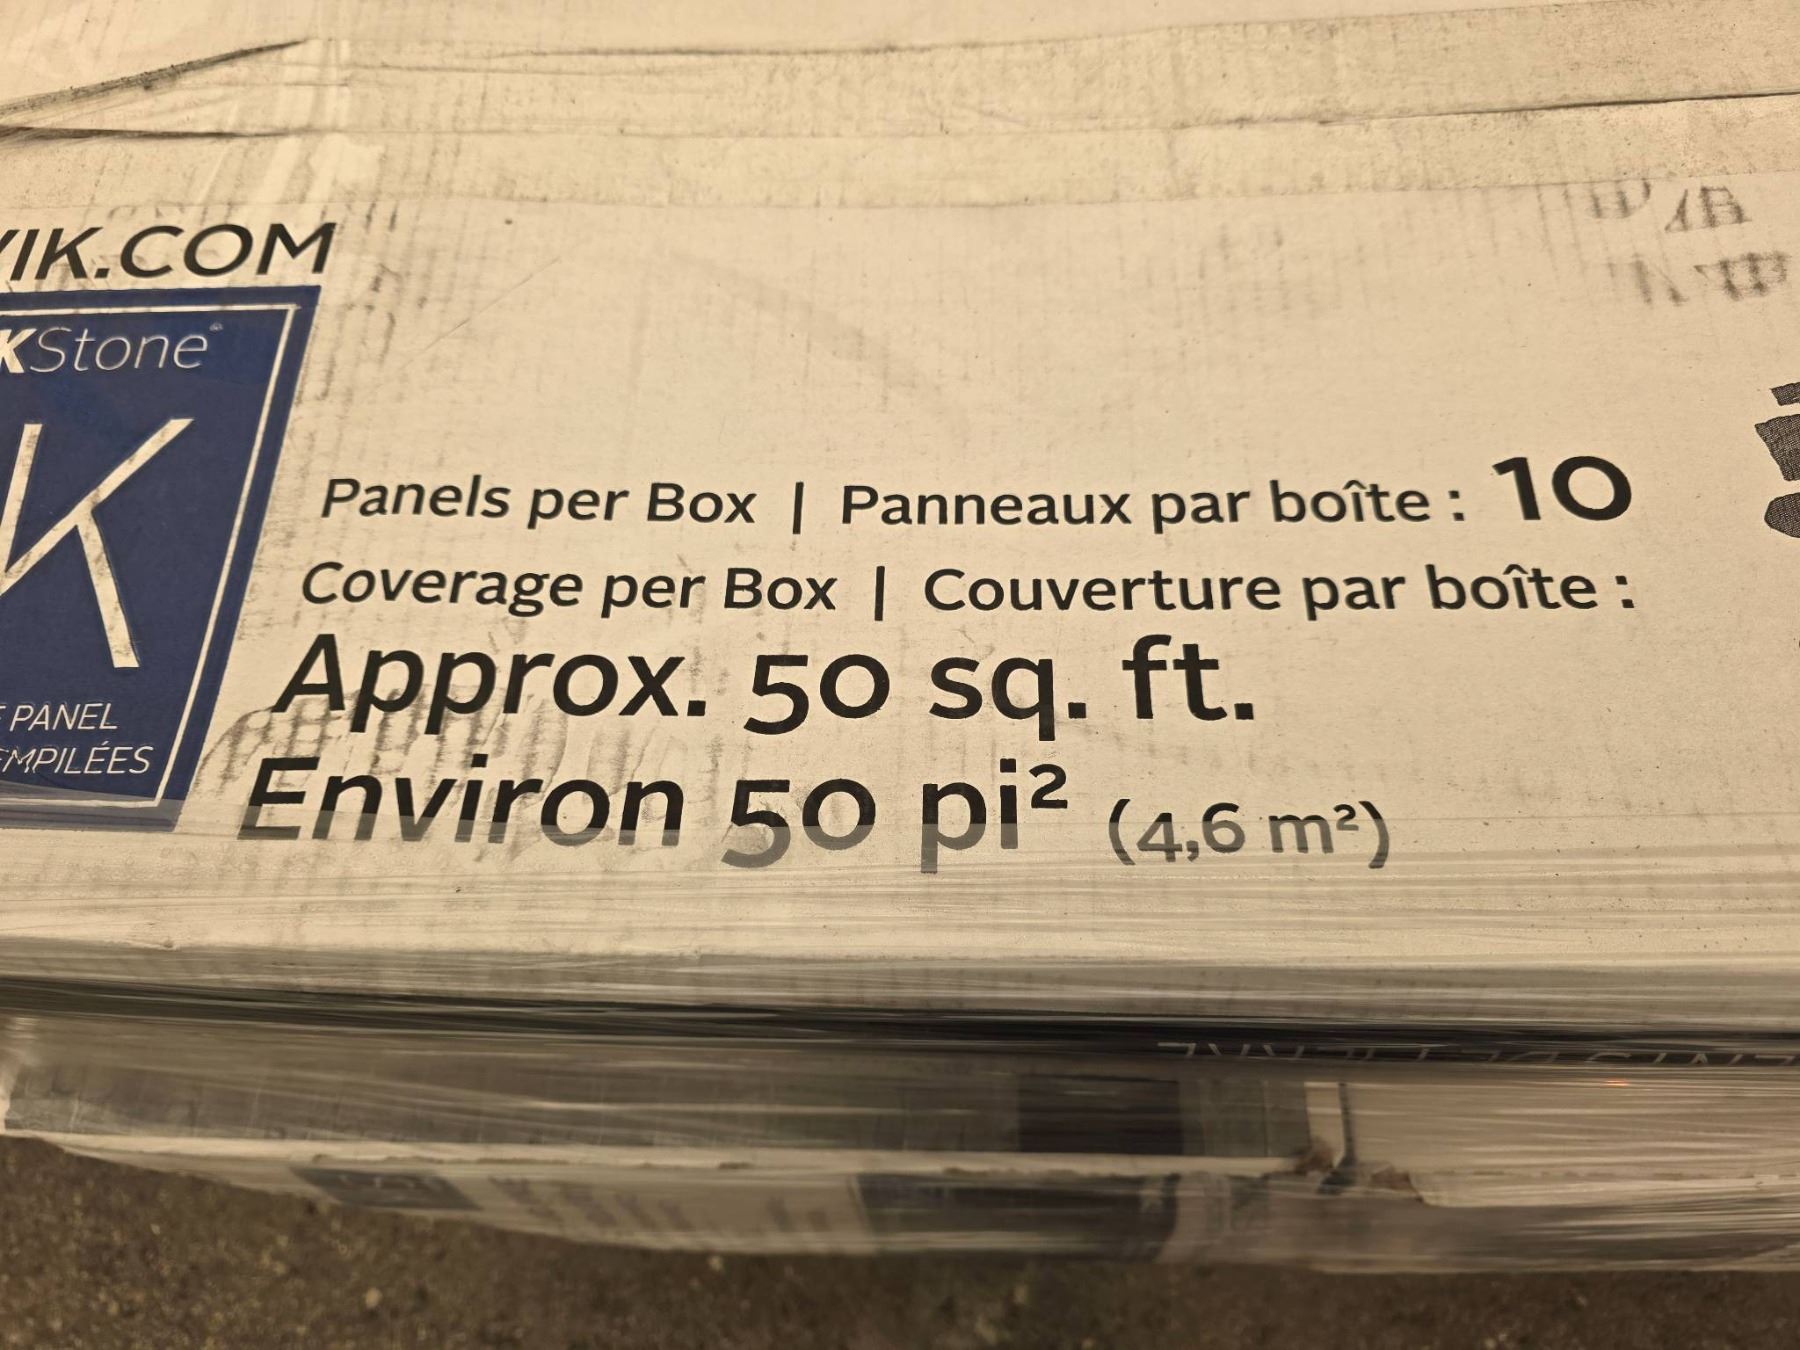 VIK.COM
KStone®
K
PANEL
EMPILÉES
Panels per Box | Panneaux par boîte : 10
Coverage per Box | Couverture par boîte :
Approx. 50 sq. ft.
Environ 50 pi² (4,6 m²)